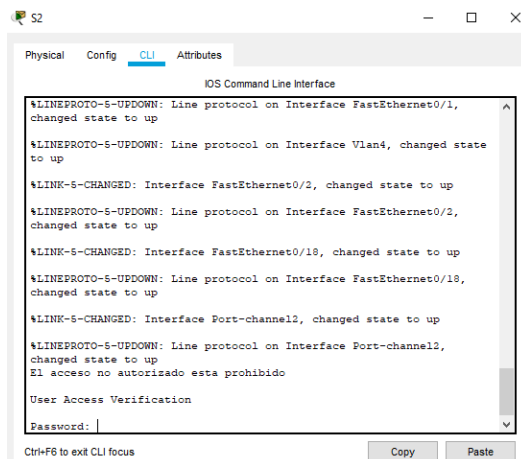 S2
Physical Config CLI Attributes
IOS Command Line Interface
%LINEPROTO-5-UPDOWN: Line protocol on Interface FastEthernet0/1,
changed state to up
%LINEPROTO-5-UPDOWN: Line protocol on Interface Vlan4, changed state
to up
%LINK-5-CHANGED: Interface FastEthernet0/2, changed state to up
%LINEPROTO-5-UPDOWN: Line protocol on Interface FastEthernet0/2,
changed state to up
%LINK-5-CHANGED: Interface FastEthernet0/18, changed state to up
%LINEPROTO-5-UPDOWN: Line protocol on Interface FastEthernet0/18,
changed state to up
%LINK-5-CHANGED: Interface Port-channel2, changed state to up
%LINEPROTO-5-UPDOWN: Line protocol on Interface Port-channel2,
changed state to up
El acceso no autorizado esta prohibido
User Access Verification
Password:
Ctrl+F6 to exit CLI focus Copy Paste